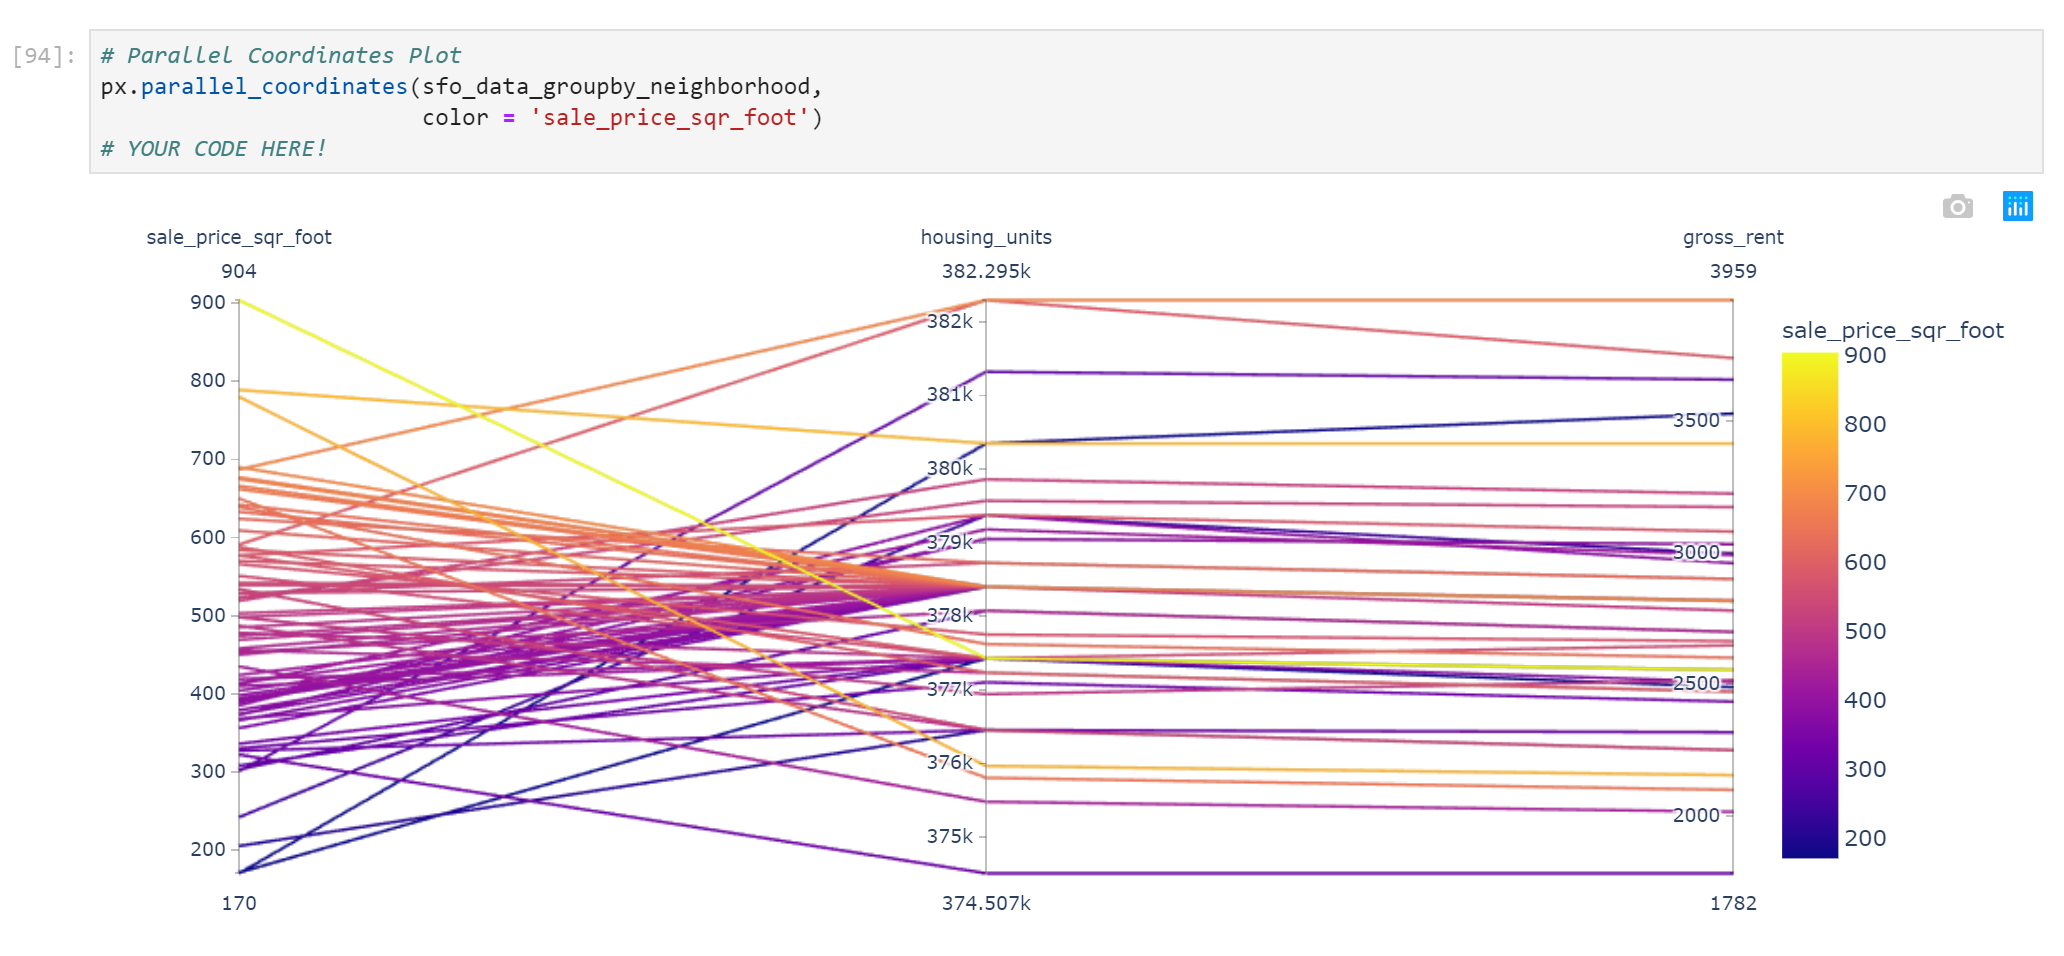 [94]:
# Parallel Coordinates Plot
px.parallel_coordinates(sfo_data_groupby_neighborhood,
color = 'sale_price_sqr_foot')
# YOUR CODE HERE!
sale_price_sqr_foot
904
900
800
700
600
500
400
300
200
170
housing_units
382.295k
382k
381k
380k
379k
378k
377k
376k
375k
374.507k
gross_rent
3959
3500
3000
2500
2000
1782
sale_price_sqr_foot
900
800
700
600
500
400
300
200